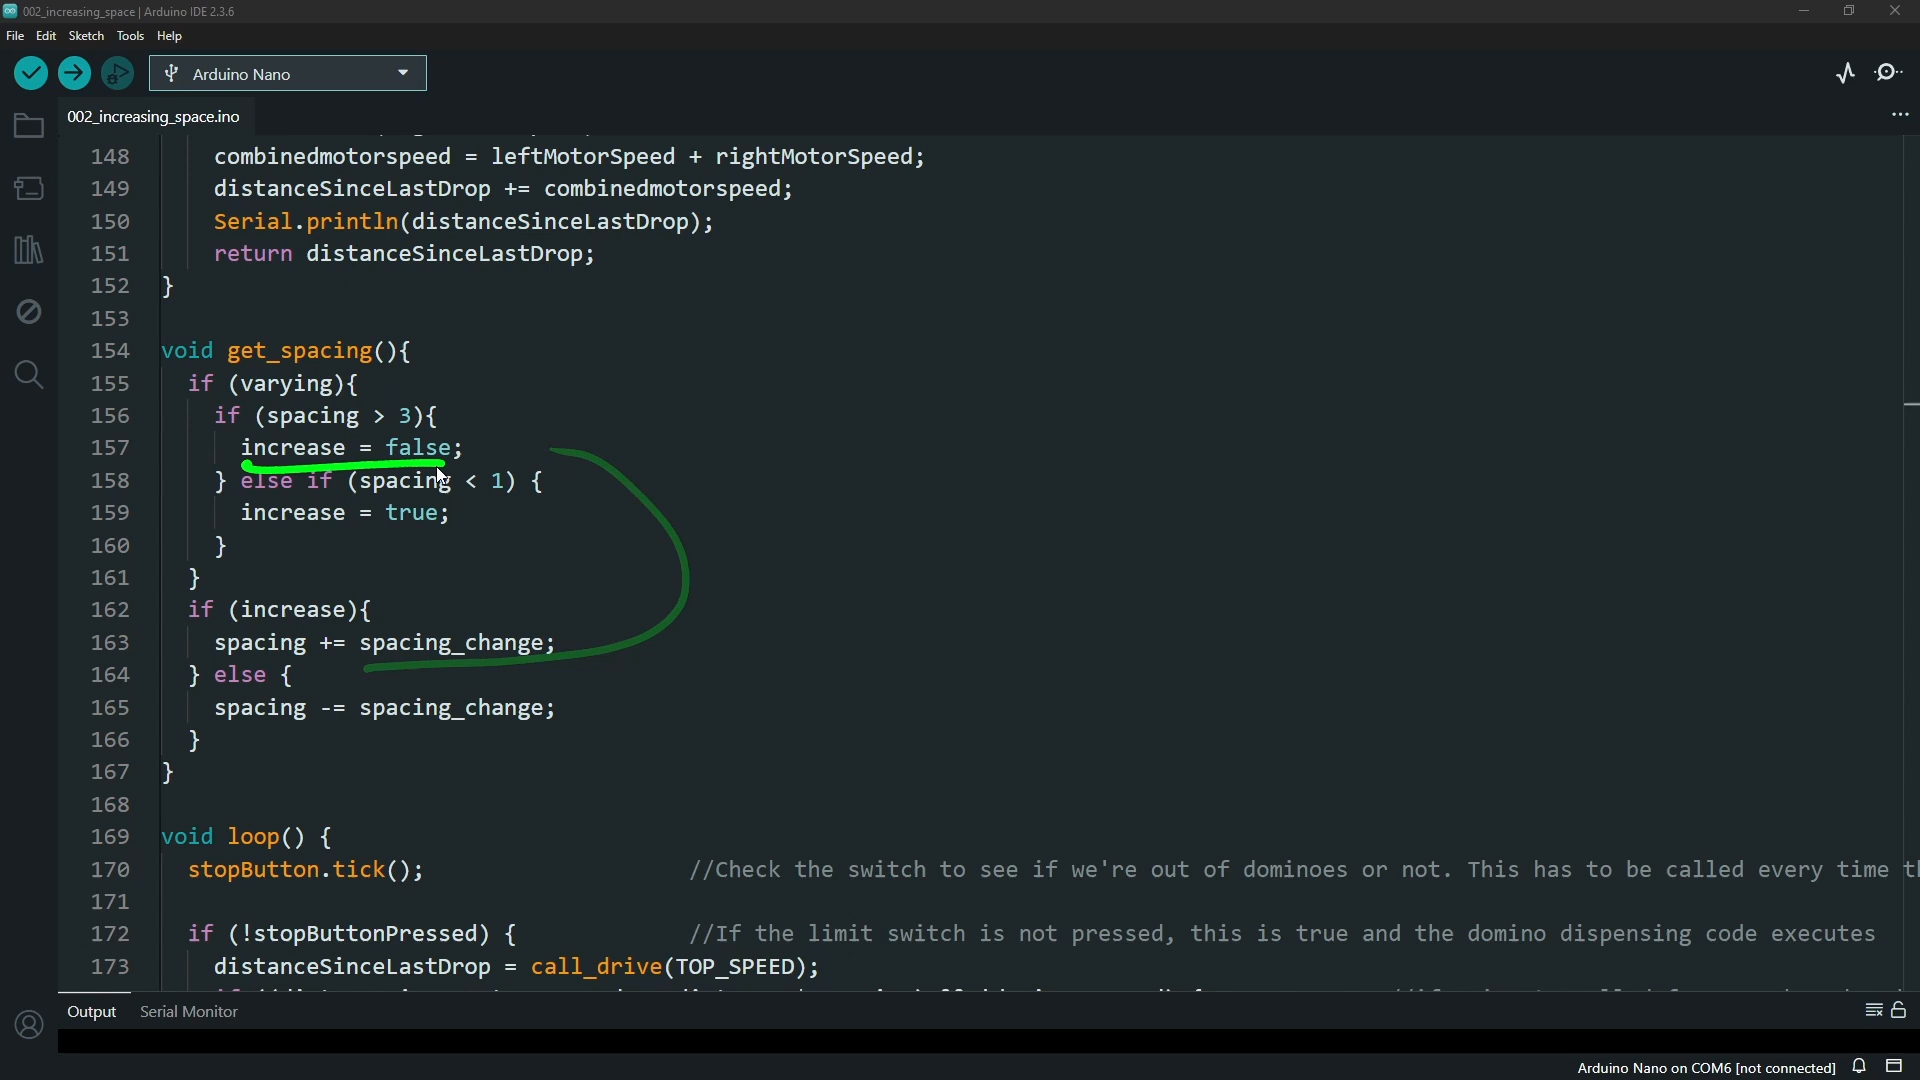 002_increasing_space | Arduino IDE 2.3.6
File Edit Sketch Tools Help
Arduino Nano
002_increasing_space.ino
148 combinedmotorspeed = leftMotorSpeed + rightMotorSpeed;
149 distanceSinceLastDrop += combinedmotorspeed;
150 Serial.println(distanceSinceLastDrop);
151 return distanceSinceLastDrop;
152 }
153
154 void get_spacing(){
155 if (varying){
156 if (spacing > 3){
157 increase = false;
158 } else if (spacing < 1) {
159 increase = true;
160 }
161 }
162 if (increase){
163 spacing += spacing_change;
164 } else {
165 spacing -= spacing_change;
166 }
167 }
168
169 void loop() {
170 stopButton.tick(); //Check the switch to see if we're out of dominoes or not. This has to be called every time
171
172 if (!stopButtonPressed) { //If the limit switch is not pressed, this is true and the domino dispensing code executes
173 distanceSinceLastDrop = call_drive(TOP_SPEED);
Output Serial Monitor
Arduino Nano on COM6 [not connected]